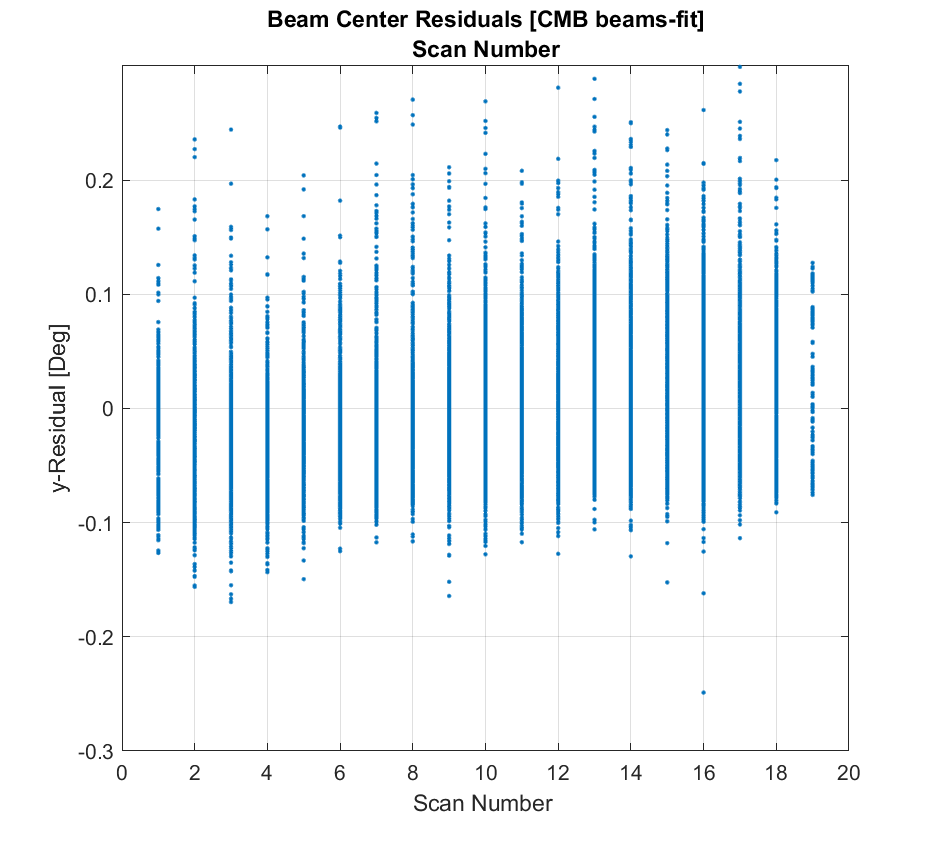 Beam Center Residuals [CMB beams-fit]
Scan Number
0.2
0.1
0
-0.1
-0.2
-0.3
y-Residual [Deg]
0 2 4 6 8 10 12 14 16 18 20
Scan Number